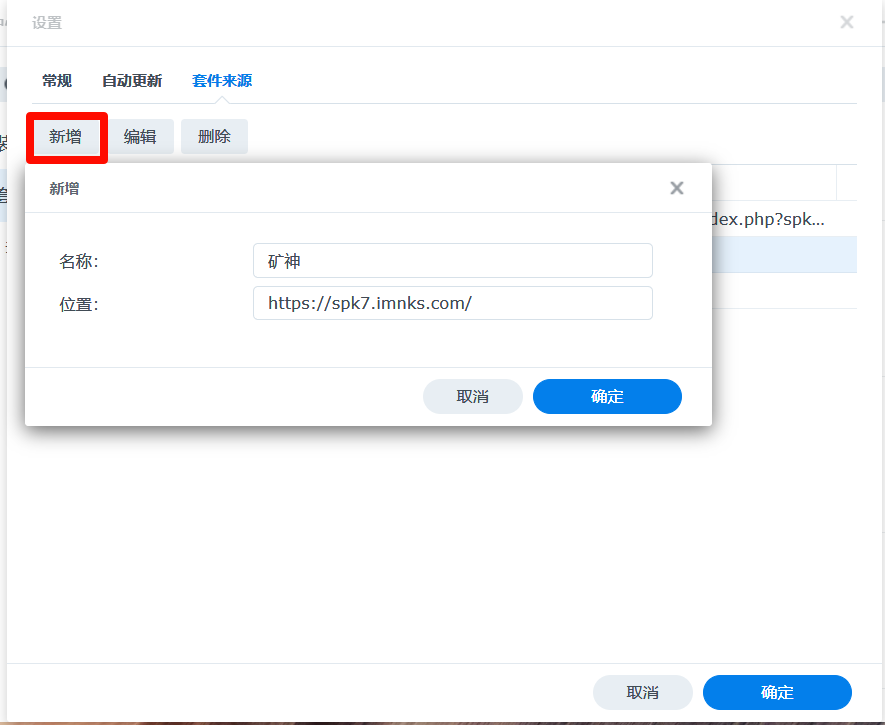 设置
常规 自动更新 套件来源
新增 编辑 删除
新增
dex.php?spk...
名称：
矿神
位置：
https://spk7.imnks.com/
取消 确定
取消 确定